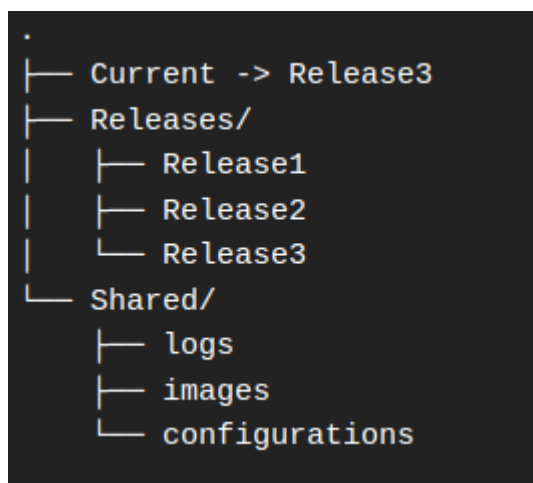 .
├── Current -> Release3
├── Releases/
│   ├── Release1
│   ├── Release2
│   └── Release3
└── Shared/
    ├── logs
    ├── images
    └── configurations